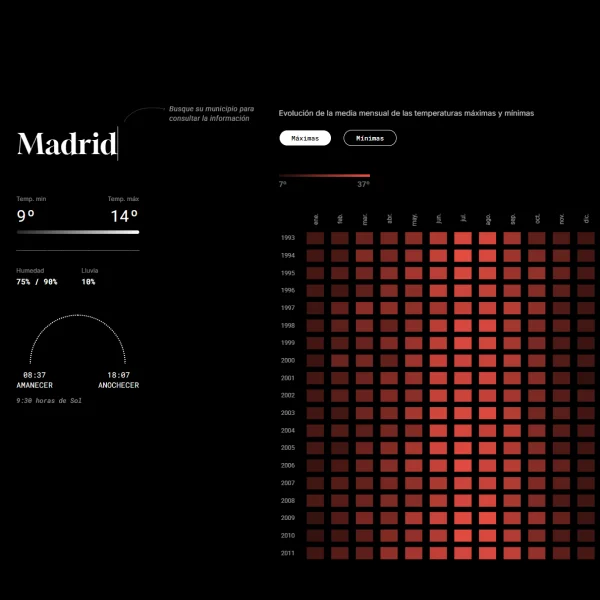 Busque su municipio para
consultar la información
Madrid
Temp. min
Temp. máx
9º
14º
Humedad
Lluvia
75% / 90%
10%
08:37
18:07
AMANECER
ANOCHECER
9:30 horas de Sol
Evolución de la media mensual de las temperaturas máximas y mínimas
Máximas
Mínimas
7º
37º
ene.
feb.
mar.
abr.
may.
jun.
jul.
ago.
sep.
oct.
nov.
dic.
1993
1994
1995
1996
1997
1998
1999
2000
2001
2002
2003
2004
2005
2006
2007
2008
2009
2010
2011